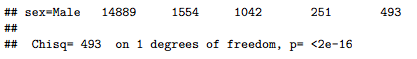 ## sex=Male   14889     1554     1042      251      493
##
##  Chisq= 493  on 1 degrees of freedom, p= <2e-16